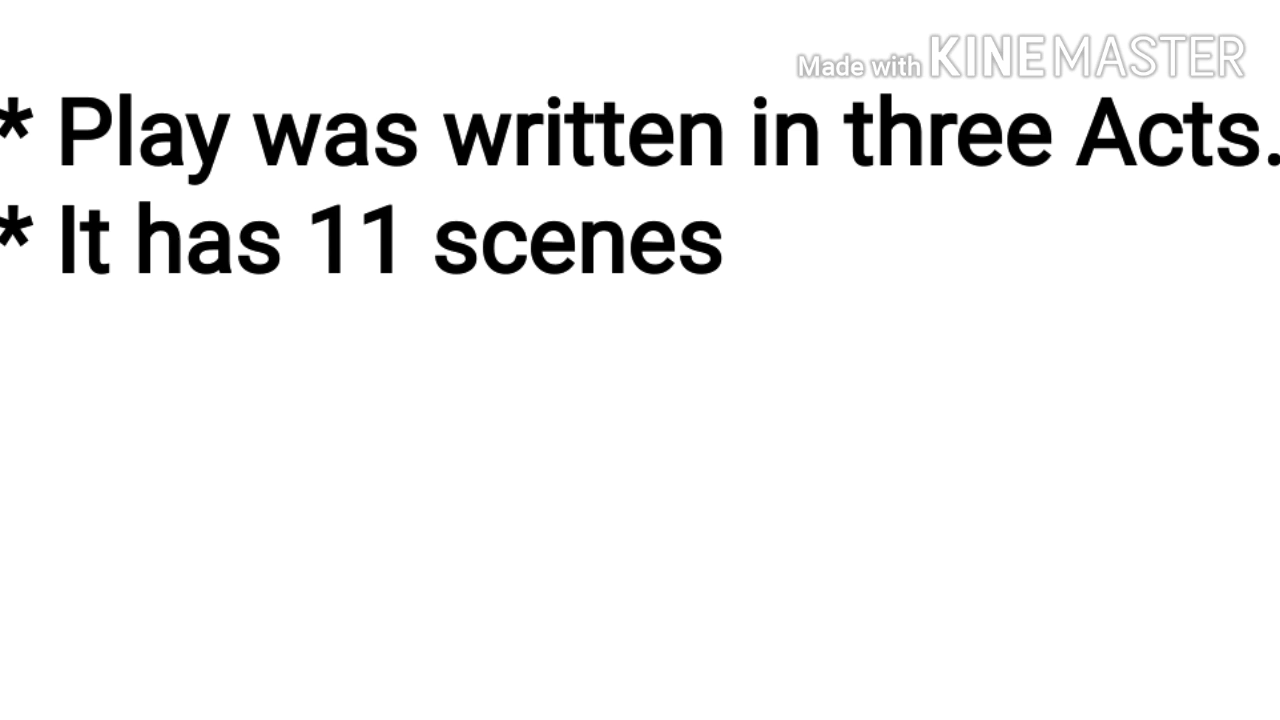 Made with KINEMASTER
* Play was written in three Acts.
* It has 11 scenes